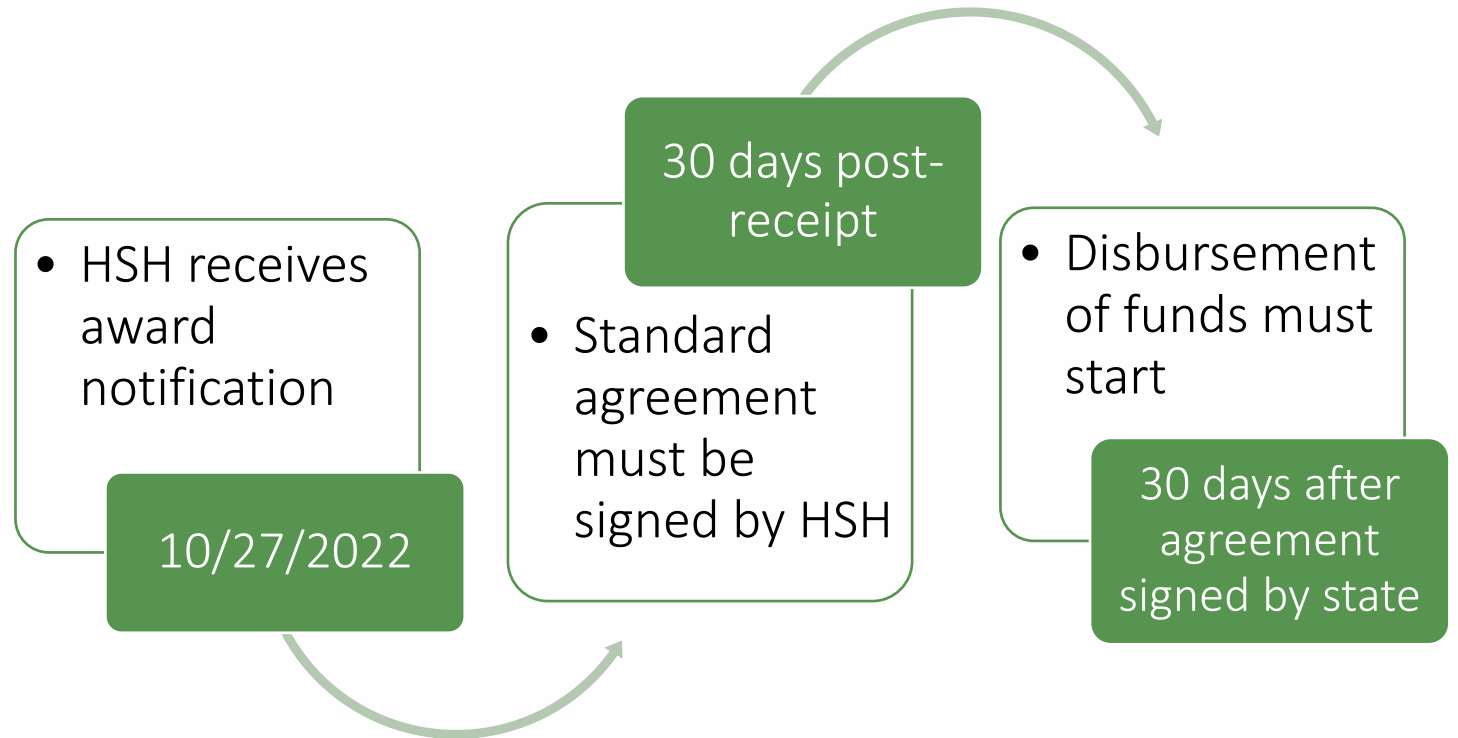 • HSH receives
award
notification
10/27/2022
30 days post-
receipt
• Standard
agreement
must be
signed by HSH
• Disbursement
of funds must
start
30 days after
agreement
signed by state